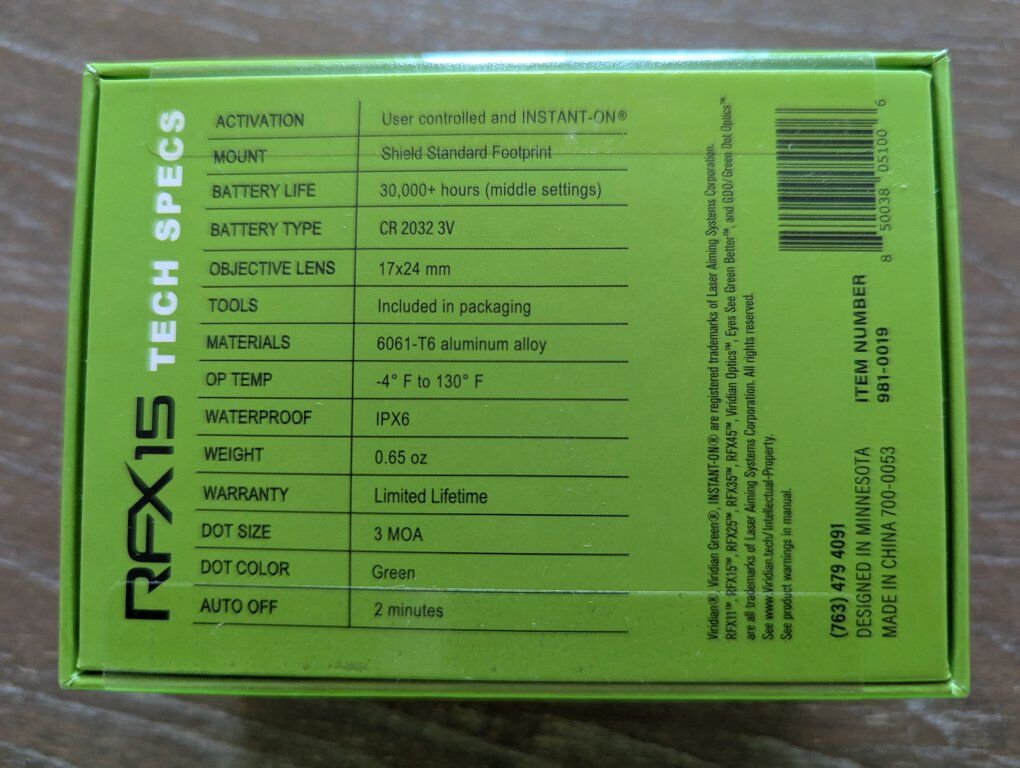 RFX15 TECH SPECS
ACTIVATION User controlled and INSTANT-ON®
MOUNT Shield Standard Footprint
BATTERY LIFE 30,000+ hours (middle settings)
BATTERY TYPE CR 2032 3V
OBJECTIVE LENS 17x24 mm
TOOLS Included in packaging
MATERIALS 6061-T6 aluminum alloy
OP TEMP -4° F to 130° F
WATERPROOF IPX6
WEIGHT 0.65 oz
WARRANTY Limited Lifetime
DOT SIZE 3 MOA
DOT COLOR Green
AUTO OFF 2 minutes
Viridian®, Viridian Green®, INSTANT-ON® are registered trademarks of Laser Aiming Systems Corporation.
RFX11™, RFX15™, RFX25™, RFX35™, RFX45™, Viridian Optics™, Eyes See Green Better™, and GDO/Green Dot Optics™
are all trademarks of Laser Aiming Systems Corporation. All rights reserved.
See www.Viridian.tech/Intellectual-Property.
See product warnings in manual.
(763) 479 4091
DESIGNED IN MINNESOTA
MADE IN CHINA 700-0053
ITEM NUMBER
981-0019
8 50038 05100 6